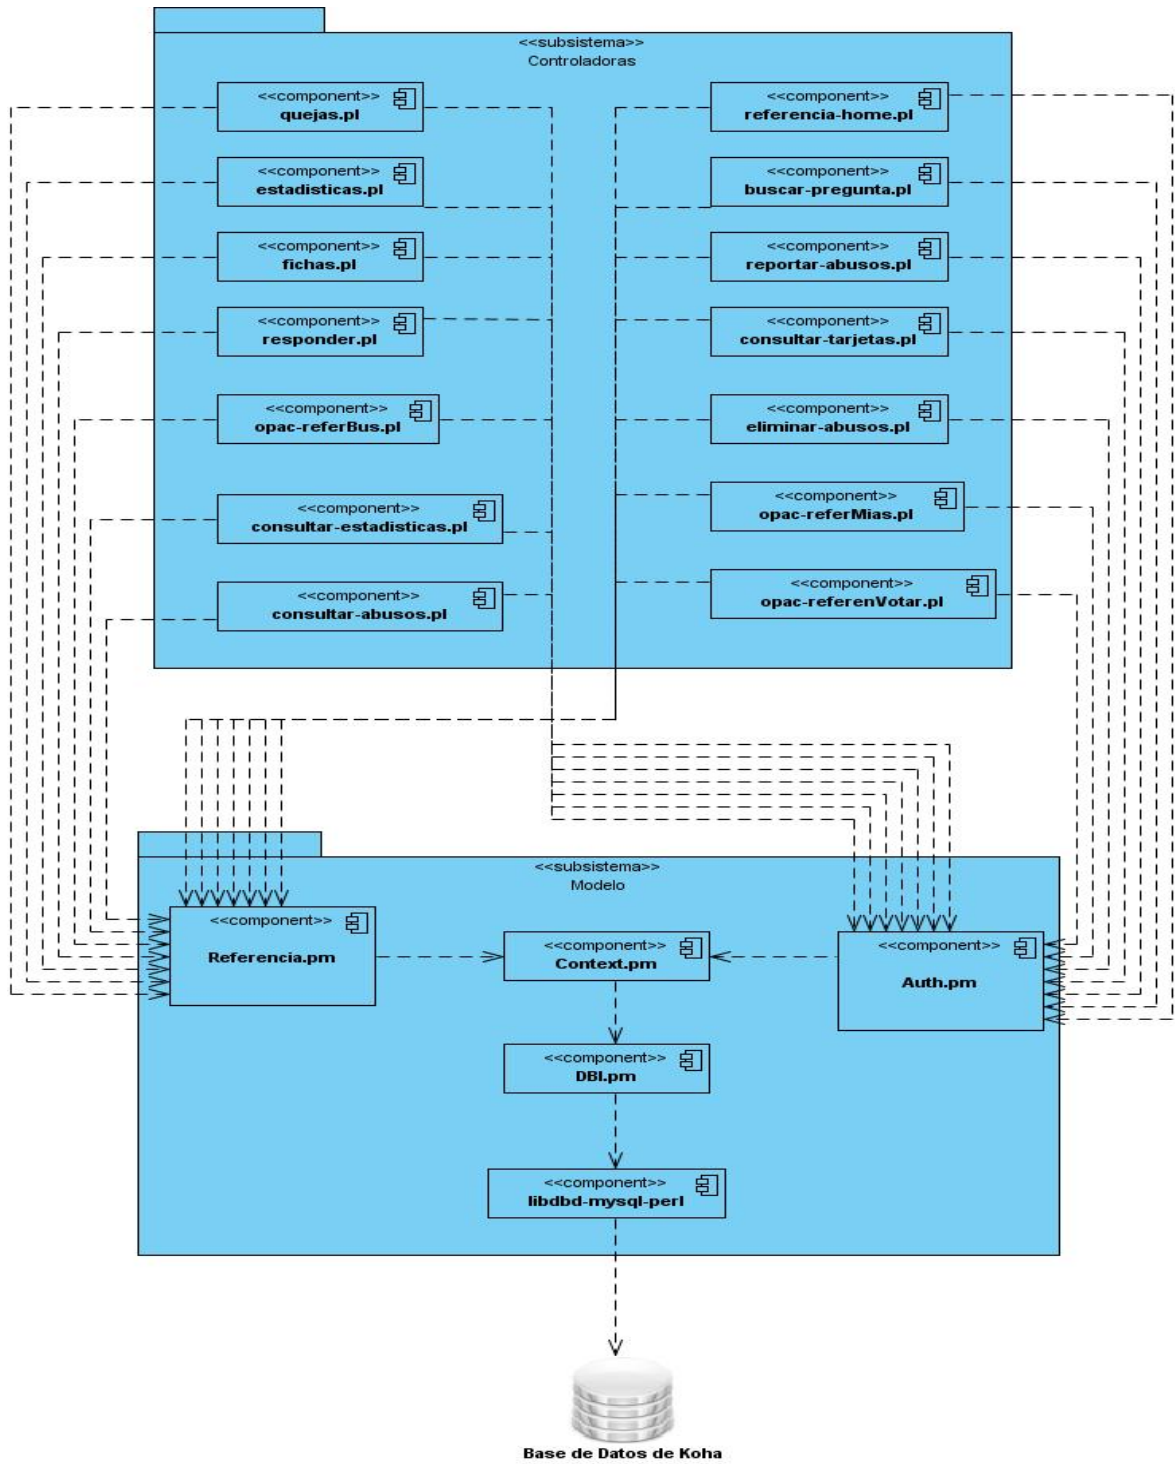 <<subsistema>>
Controladoras
<<component>>
quejas.pl
<<component>>
referencia-home.pl
<<component>>
estadisticas.pl
<<component>>
buscar-pregunta.pl
<<component>>
fichas.pl
<<component>>
reportar-abusos.pl
<<component>>
responder.pl
<<component>>
consultar-tarjetas.pl
<<component>>
opac-referBus.pl
<<component>>
eliminar-abusos.pl
<<component>>
consultar-estadisticas.pl
<<component>>
opac-referMias.pl
<<component>>
consultar-abusos.pl
<<component>>
opac-referenVotar.pl
<<subsistema>>
Modelo
<<component>>
Referencia.pm
<<component>>
Context.pm
<<component>>
Auth.pm
<<component>>
DBI.pm
<<component>>
libdbd-mysql-perl
Base de Datos de Koha